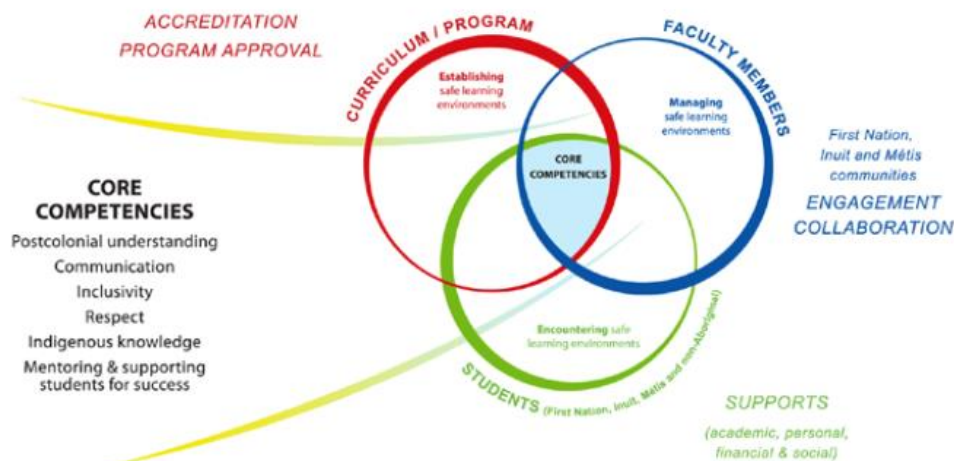 ACCREDITATION
PROGRAM APPROVAL
CURRICULUM / PROGRAM
Establishing
safe learning
environments
FACULTY MEMBERS
Managing
safe learning
environments
CORE
COMPETENCIES
First Nation,
Inuit and Métis
communities
ENGAGEMENT
COLLABORATION
CORE
COMPETENCIES
Postcolonial understanding
Communication
Inclusivity
Respect
Indigenous knowledge
Mentoring & supporting
students for success
Encountering safe
learning environments
STUDENTS (First Nation, Inuit, Métis and non-Aboriginal)
SUPPORTS
(academic, personal,
financial & social)